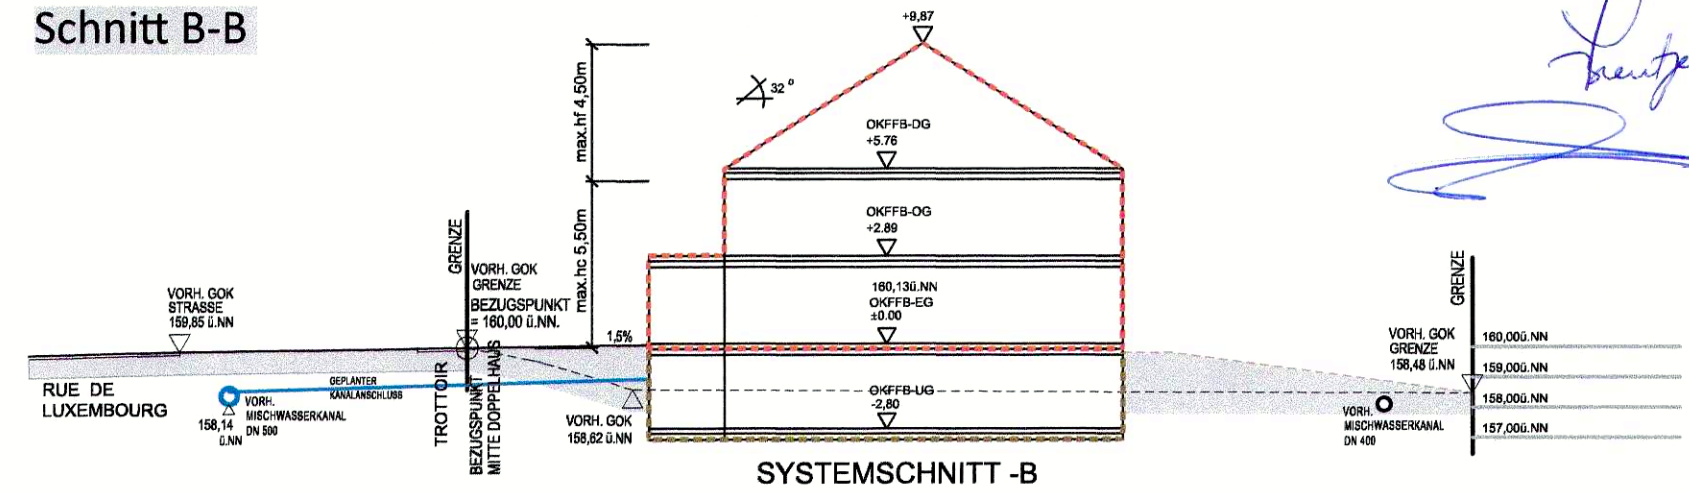 Schnitt B-B
+9,87
max.hf 4,50m
32°
OKFFB-DG
+5.76
max.hc 5,50m
OKFFB-OG
+2.89
GRENZE
VORH. GOK
GRENZE
BEZUGSPUNKT
= 160,00 ü.NN.
VORH. GOK
STRASSE
159,85 ü.NN
1,5%
160,13ü.NN
OKFFB-EG
±0.00
GRENZE
VORH. GOK
GRENZE
158,48 ü.NN
160,00ü.NN
159,00ü.NN
158,00ü.NN
157,00ü.NN
RUE DE
LUXEMBOURG
GEPLANTER
KANALANSCHLUSS
VORH.
MISCHWASSERKANAL
DN 500
158,14
ü.NN
TROTTOIR
BEZUGSPUNKT
MITTE DOPPELHAUS
VORH. GOK
158,62 ü.NN
OKFFB-UG
-2,80
VORH.
MISCHWASSERKANAL
DN 400
SYSTEMSCHNITT -B